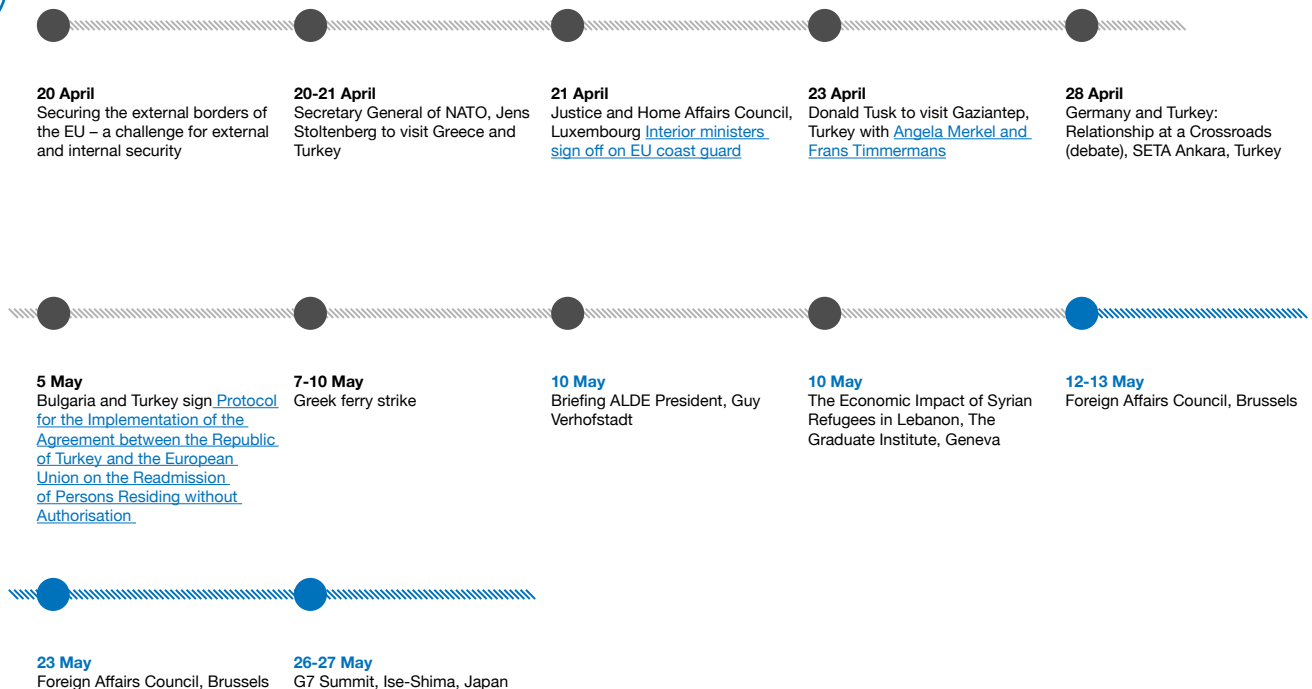 20 April
Securing the external borders of
the EU – a challenge for external
and internal security
20-21 April
Secretary General of NATO, Jens
Stoltenberg to visit Greece and
Turkey
21 April
Justice and Home Affairs Council,
Luxembourg Interior ministers
sign off on EU coast guard
23 April
Donald Tusk to visit Gaziantep,
Turkey with Angela Merkel and
Frans Timmermans
28 April
Germany and Turkey:
Relationship at a Crossroads
(debate), SETA Ankara, Turkey
5 May
Bulgaria and Turkey sign Protocol
for the Implementation of the
Agreement between the Republic
of Turkey and the European
Union on the Readmission
of Persons Residing without
Authorisation
7-10 May
Greek ferry strike
10 May
Briefing ALDE President, Guy
Verhofstadt
10 May
The Economic Impact of Syrian
Refugees in Lebanon, The
Graduate Institute, Geneva
12-13 May
Foreign Affairs Council, Brussels
23 May
Foreign Affairs Council, Brussels
26-27 May
G7 Summit, Ise-Shima, Japan